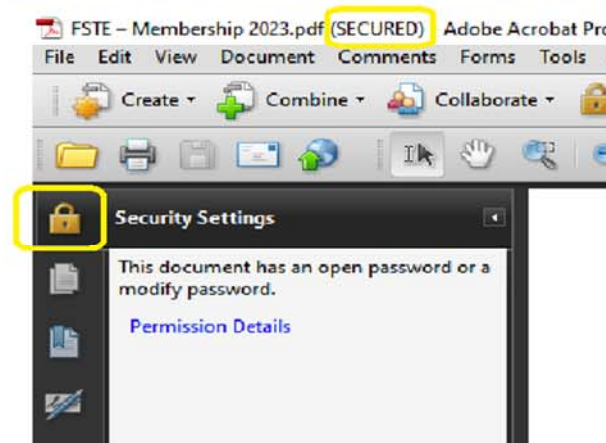 FSTE – Membership 2023.pdf (SECURED) Adobe Acrobat Pro
File Edit View Document Comments Forms Tools
Create Combine Collaborate
Security Settings
This document has an open password or a
modify password.
Permission Details